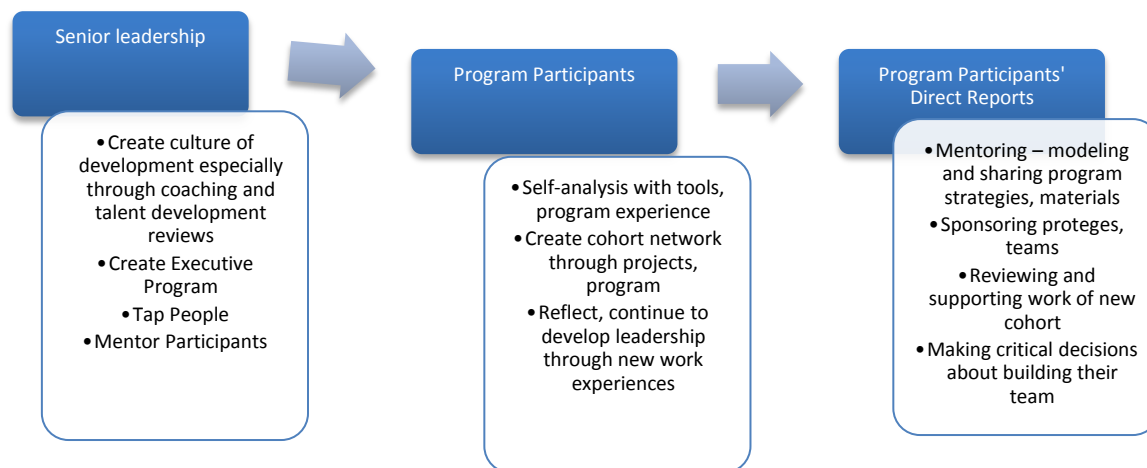 Senior leadership
•Create culture of
development especially
through coaching and
talent development
reviews
•Create Executive
Program
•Tap People
•Mentor Participants
Program Participants
•Self-analysis with tools,
program experience
•Create cohort network
through projects,
program
•Reflect, continue to
develop leadership
through new work
experiences
Program Participants'
Direct Reports
•Mentoring – modeling
and sharing program
strategies, materials
•Sponsoring proteges,
teams
•Reviewing and
supporting work of new
cohort
•Making critical decisions
about building their
team